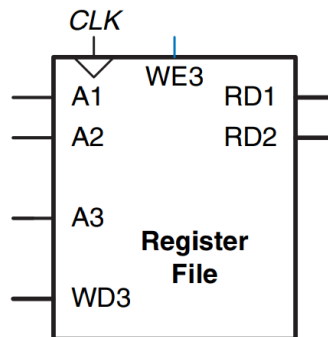 CLK
WE3
A1
RD1
A2
RD2
A3
Register
File
WD3